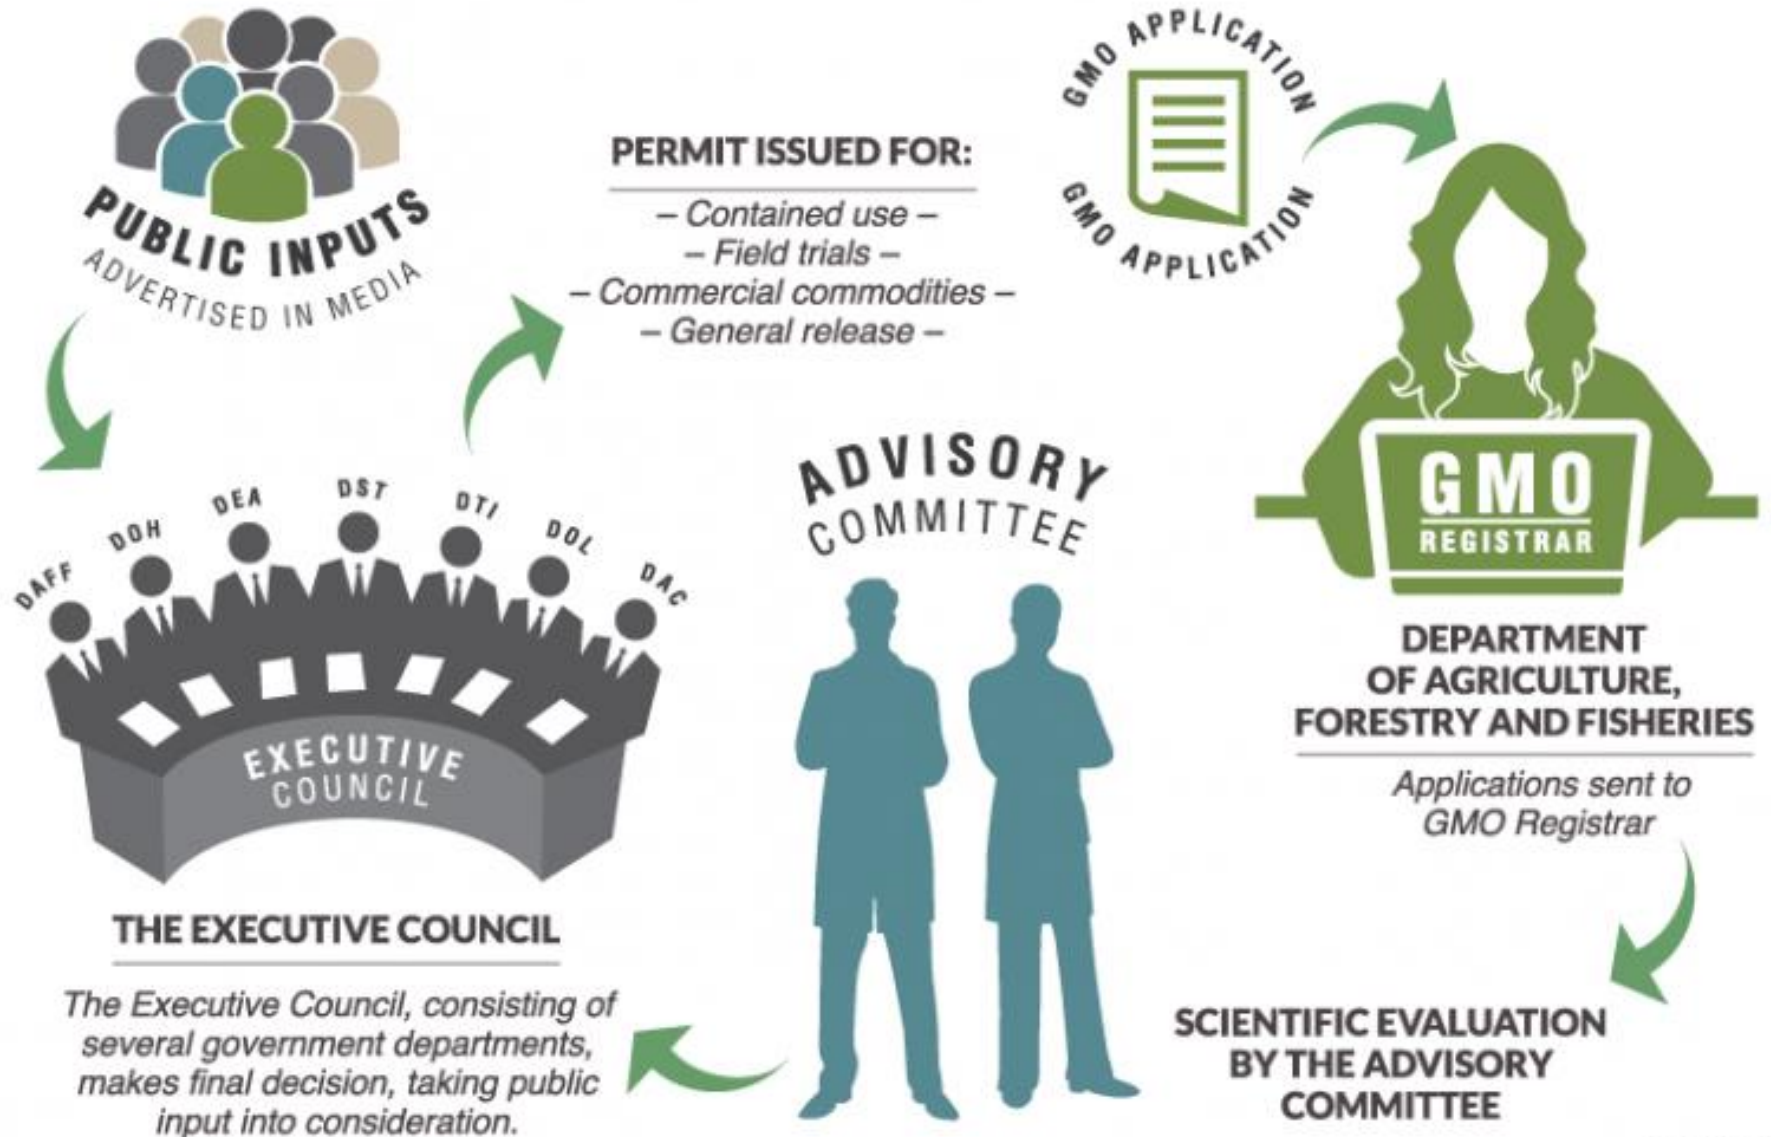 PUBLIC INPUTS
ADVERTISED IN MEDIA
PERMIT ISSUED FOR:
– Contained use –
– Field trials –
– Commercial commodities –
– General release –
GMO APPLICATION
GMO APPLICATION
GMO
REGISTRAR
DEPARTMENT
OF AGRICULTURE,
FORESTRY AND FISHERIES
Applications sent to
GMO Registrar
SCIENTIFIC EVALUATION
BY THE ADVISORY
COMMITTEE
ADVISORY
COMMITTEE
DAFF
DOH
DEA
DST
DTI
DOL
DAC
EXECUTIVE
COUNCIL
THE EXECUTIVE COUNCIL
The Executive Council, consisting of
several government departments,
makes final decision, taking public
input into consideration.